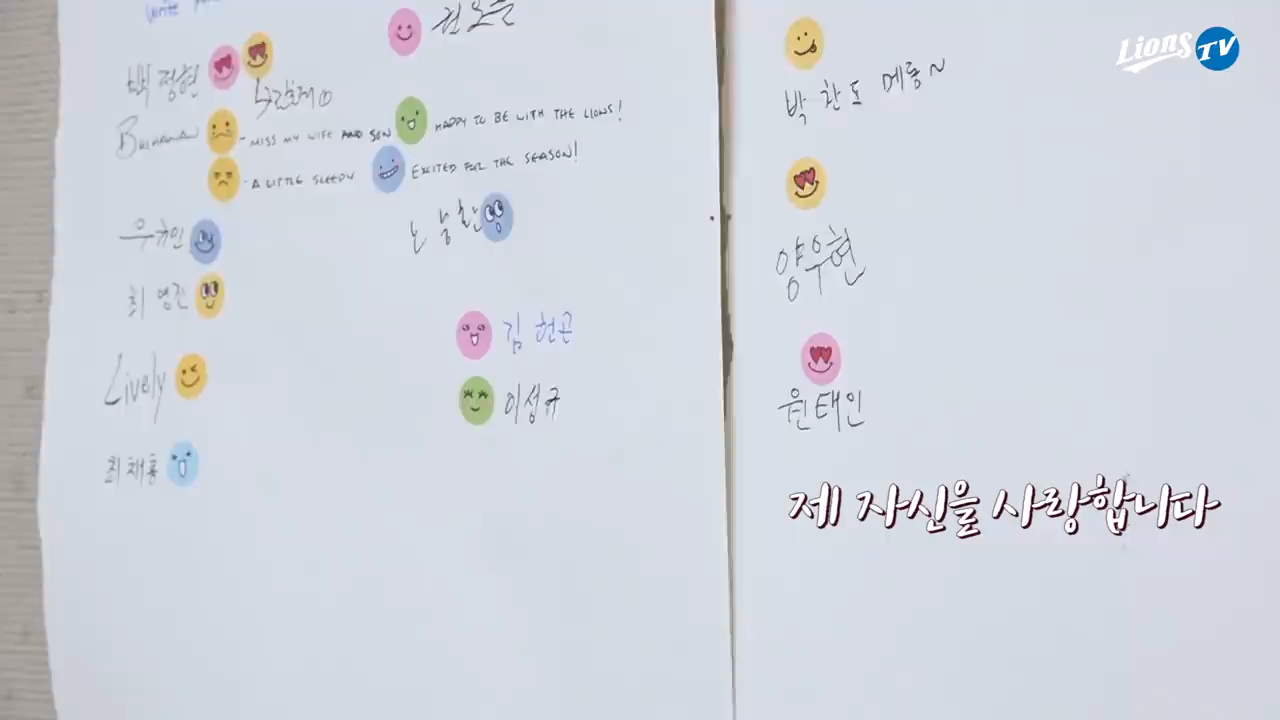 Lions TV
백정현
Buchanan
- MISS MY WIFE AND SON
HAPPY TO BE WITH THE LIONS!
- A LITTLE SLEEPY
EXCITED FOR THE SEASON!
우규민
노성호
최영진
Lively
최채흥
김헌곤
이성규
박찬도 메롱~
양우현
원태인
제 자신을 사랑합니다